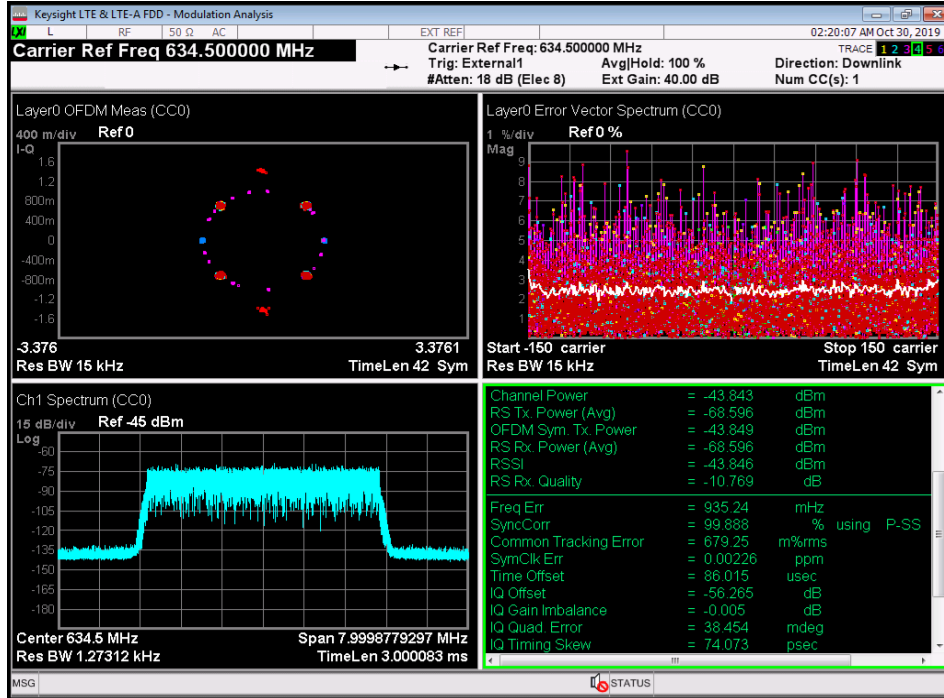 Keysight LTE & LTE-A FDD - Modulation Analysis
LXI L RF 50 Ω AC EXT REF 02:20:07 AM Oct 30, 2019
Carrier Ref Freq 634.500000 MHz
Carrier Ref Freq: 634.500000 MHz
TRACE 1 2 3 4 5 6
Trig: External1 Avg|Hold: 100 % Direction: Downlink
#Atten: 18 dB (Elec 8) Ext Gain: 40.00 dB Num CC(s): 1
Layer0 OFDM Meas (CC0)
400 m/div Ref 0
I-Q
1.6
1.2
800m
400m
0
-400m
-800m
-1.2
-1.6
-3.376 3.3761
Res BW 15 kHz TimeLen 42 Sym
Layer0 Error Vector Spectrum (CC0)
1 %/div Ref 0 %
Mag
9
8
7
6
5
4
3
2
1
Start -150 carrier Stop 150 carrier
Res BW 15 kHz TimeLen 42 Sym
Ch1 Spectrum (CC0)
15 dB/div Ref -45 dBm
Log
-60
-75
-90
-105
-120
-135
-150
-165
-180
Center 634.5 MHz Span 7.9998779297 MHz
Res BW 1.27312 kHz TimeLen 3.000083 ms
Channel Power = -43.843 dBm
RS Tx. Power (Avg) = -68.596 dBm
OFDM Sym. Tx. Power = -43.849 dBm
RS Rx. Power (Avg) = -68.596 dBm
RSSI = -43.846 dBm
RS Rx. Quality = -10.769 dB
Freq Err = 935.24 mHz
SyncCorr = 99.888 % using P-SS
Common Tracking Error = 679.25 m%rms
SymClk Err = 0.00226 ppm
Time Offset = 86.015 usec
IQ Offset = -56.265 dB
IQ Gain Imbalance = -0.005 dB
IQ Quad. Error = 38.454 mdeg
IQ Timing Skew = 74.073 psec
MSG STATUS